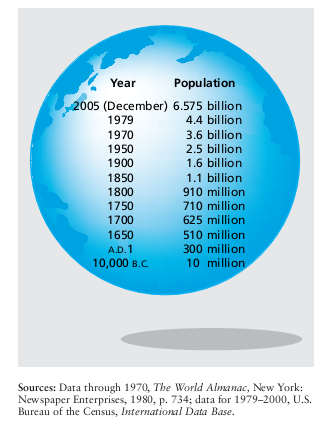 Year Population
2005 (December) 6.575 billion
1979 4.4 billion
1970 3.6 billion
1950 2.5 billion
1900 1.6 billion
1850 1.1 billion
1800 910 million
1750 710 million
1700 625 million
1650 510 million
A.D.1 300 million
10,000 B.C. 10 million
Sources: Data through 1970, The World Almanac, New York:
Newspaper Enterprises, 1980, p. 734; data for 1979–2000, U.S.
Bureau of the Census, International Data Base.